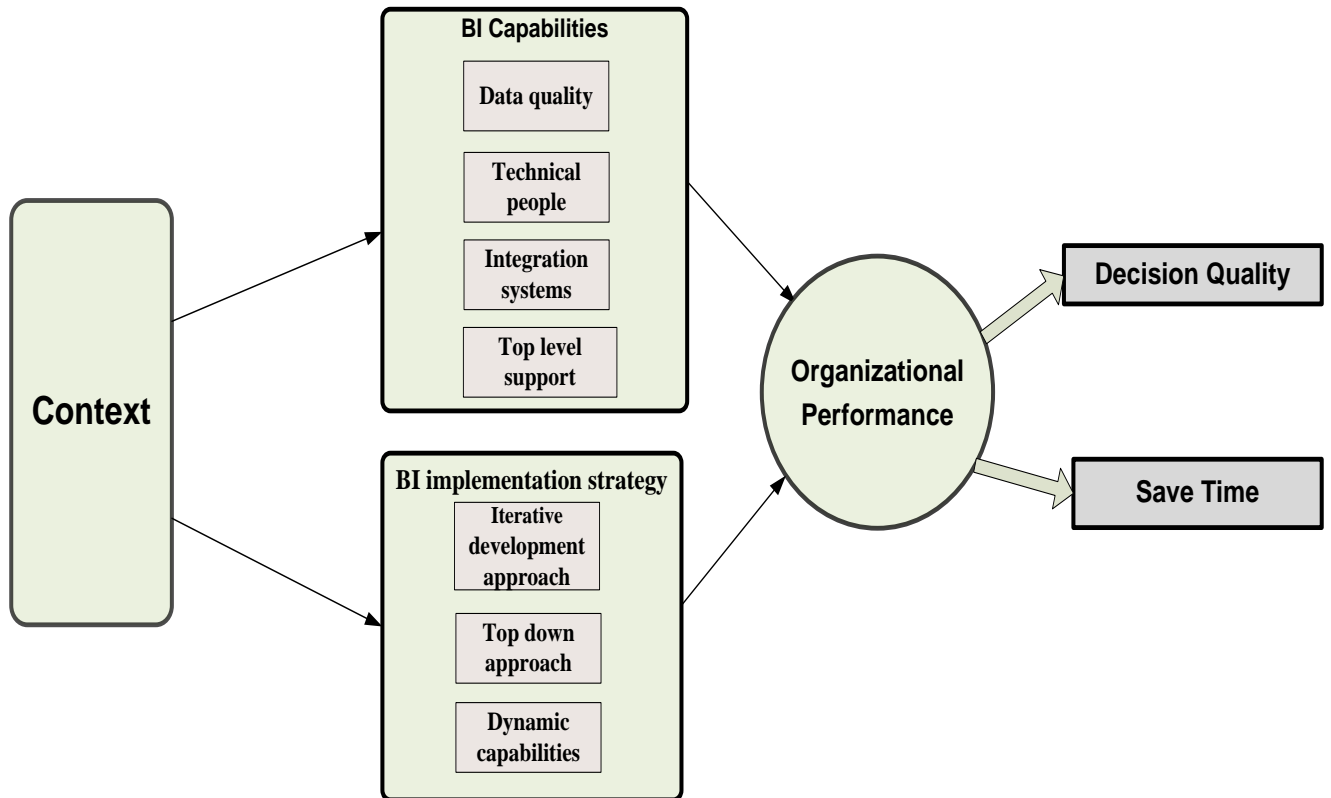 Context
BI Capabilities
Data quality
Technical
people
Integration
systems
Top level
support
BI implementation strategy
Iterative
development
approach
Top down
approach
Dynamic
capabilities
Organizational
Performance
Decision Quality
Save Time